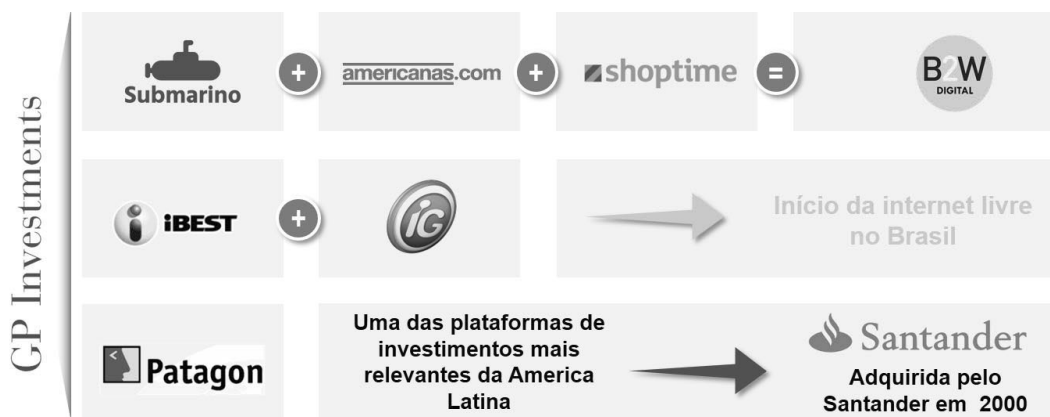 GP Investments
Submarino
+
americanas.com
+
shoptime
=
B2W
DIGITAL
iBEST
+
iG
Início da internet livre
no Brasil
Patagon
Uma das plataformas de
investimentos mais
relevantes da America
Latina
Santander
Adquirida pelo
Santander em 2000